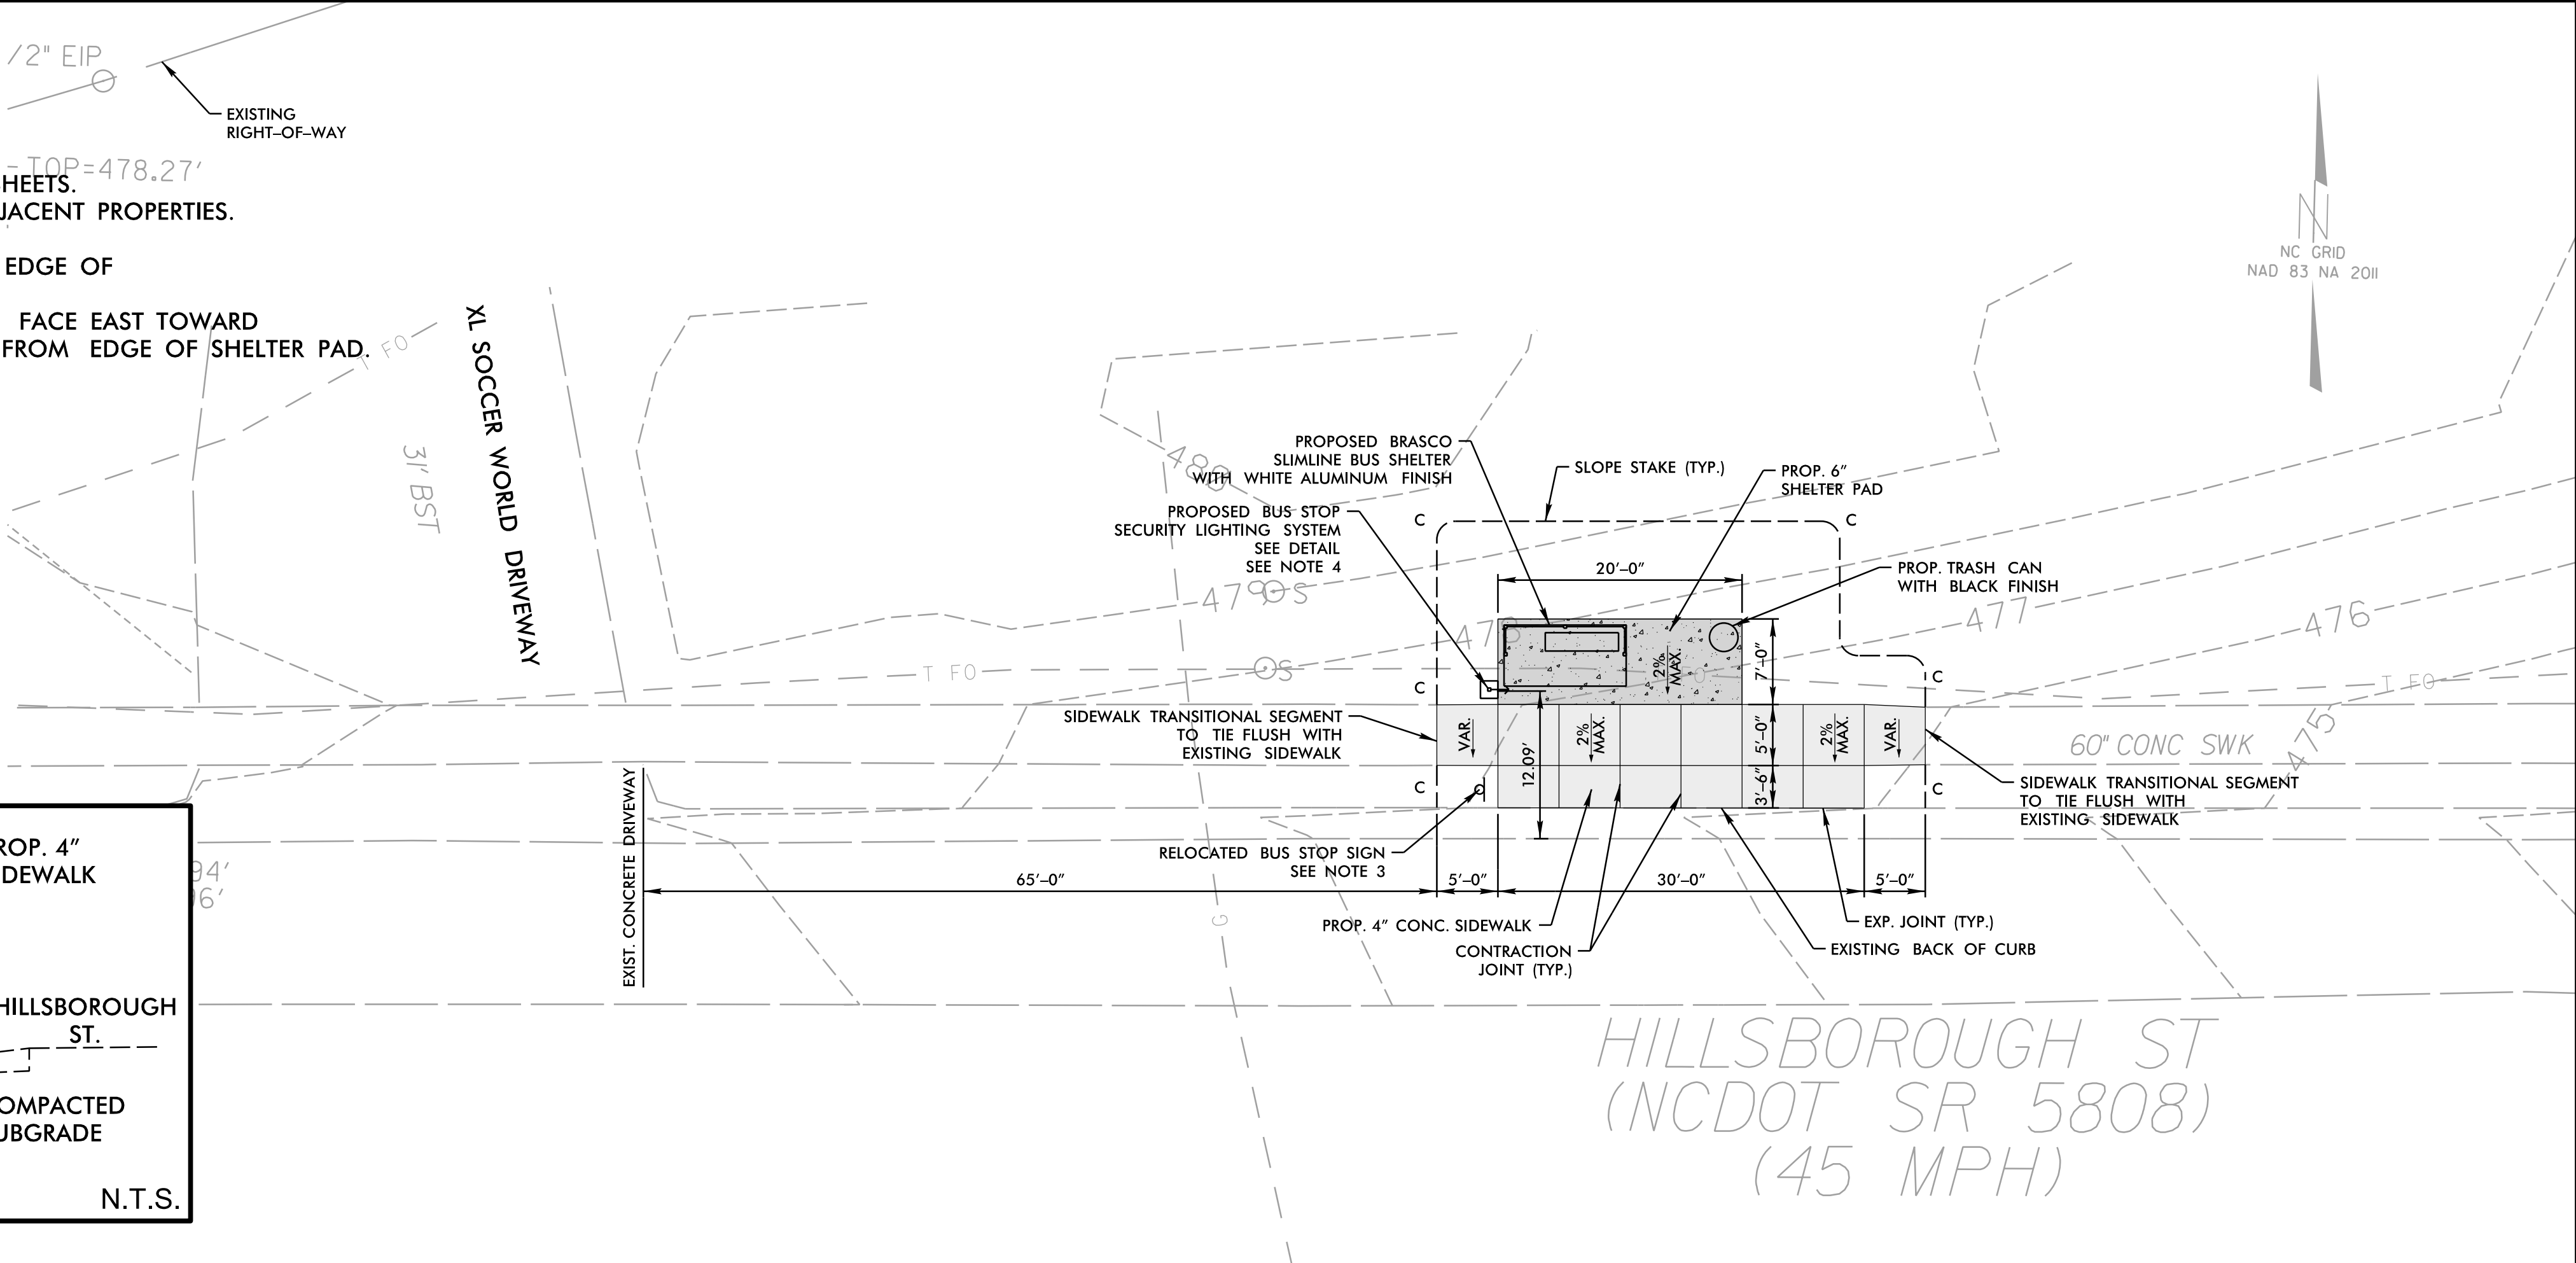 /2" EIP
EXISTING
RIGHT-OF-WAY
TOP=478.27'
HEETS.
JACENT PROPERTIES.
EDGE OF
FACE EAST TOWARD
FROM EDGE OF SHELTER PAD.
T FO
XL SOCCER WORLD DRIVEWAY
31' BST
N
NC GRID
NAD 83 NA 2011
480
PROPOSED BRASCO
SLIMLINE BUS SHELTER
WITH WHITE ALUMINUM FINISH
SLOPE STAKE (TYP.)
PROP. 6"
SHELTER PAD
PROPOSED BUS STOP
SECURITY LIGHTING SYSTEM
SEE DETAIL
SEE NOTE 4
C
C
20'-0"
PROP. TRASH CAN
WITH BLACK FINISH
479
S
478
477
476
S
T FO
2%
MAX.
7'-0"
C
C
T FO
SIDEWALK TRANSITIONAL SEGMENT
TO TIE FLUSH WITH
EXISTING SIDEWALK
VAR.
2%
MAX.
5'-0"
2%
MAX.
VAR.
60" CONC SWK
475
12.09'
3'-6"
C
C
SIDEWALK TRANSITIONAL SEGMENT
TO TIE FLUSH WITH
EXISTING SIDEWALK
EXIST. CONCRETE DRIVEWAY
RELOCATED BUS STOP SIGN
SEE NOTE 3
65'-0"
5'-0"
30'-0"
5'-0"
PROP. 4" CONC. SIDEWALK
CONTRACTION
JOINT (TYP.)
EXP. JOINT (TYP.)
EXISTING BACK OF CURB
G
ROP. 4"
DEWALK
94'
96'
HILLSBOROUGH
ST.
OMPACTED
UBGRADE
N.T.S.
HILLSBOROUGH ST
(NCDOT SR 5808)
(45 MPH)